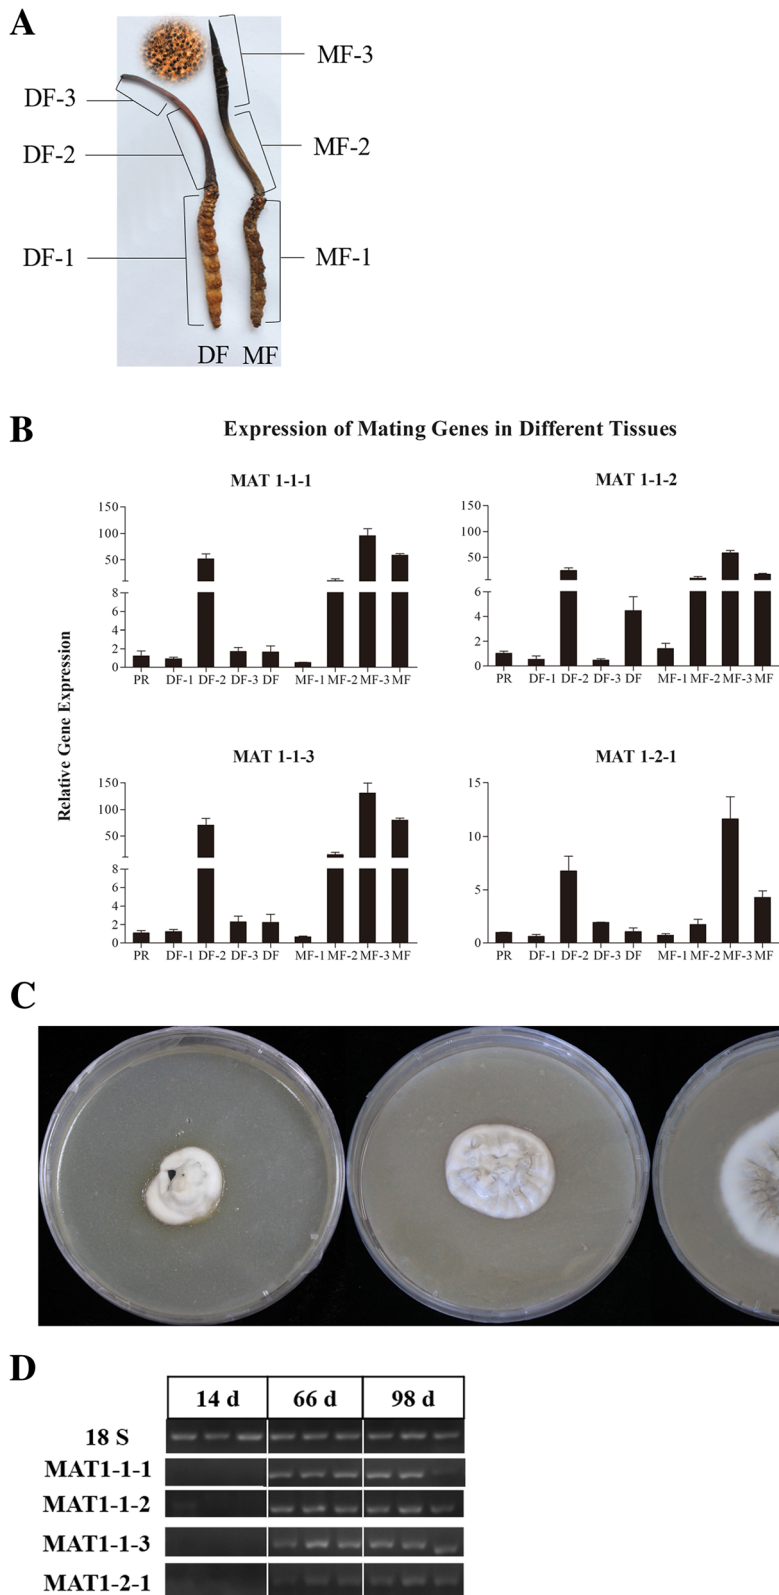 A
MF-3
DF-3
MF-2
DF-2
DF-1
MF-1
DF MF
B
Expression of Mating Genes in Different Tissues
MAT 1-1-1
MAT 1-1-2
150
100
50
8
6
4
2
0
PR DF-1 DF-2 DF-3 DF MF-1 MF-2 MF-3 MF
150
100
50
6
4
2
0
PR DF-1 DF-2 DF-3 DF MF-1 MF-2 MF-3 MF
Relative Gene Expression
MAT 1-1-3
MAT 1-2-1
150
100
50
8
6
4
2
0
PR DF-1 DF-2 DF-3 DF MF-1 MF-2 MF-3 MF
15
10
5
0
PR DF-1 DF-2 DF-3 DF MF-1 MF-2 MF-3 MF
C
D
14 d 66 d 98 d
18 S
MAT1-1-1
MAT1-1-2
MAT1-1-3
MAT1-2-1